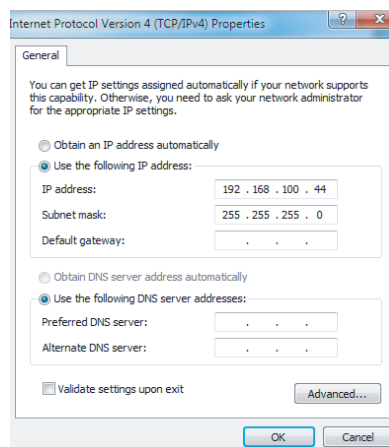 Internet Protocol Version 4 (TCP/IPv4) Properties
General
You can get IP settings assigned automatically if your network supports
this capability. Otherwise, you need to ask your network administrator
for the appropriate IP settings.
Obtain an IP address automatically
Use the following IP address:
IP address: 192 . 168 . 100 . 44
Subnet mask: 255 . 255 . 255 . 0
Default gateway: . . .
Obtain DNS server address automatically
Use the following DNS server addresses:
Preferred DNS server: . . .
Alternate DNS server: . . .
Validate settings upon exit
Advanced...
OK Cancel